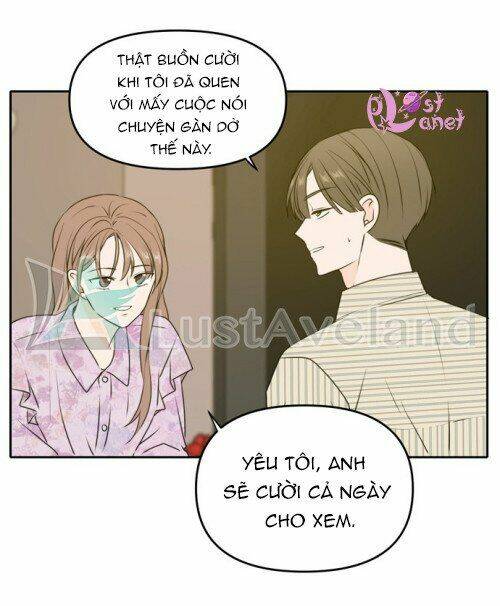 THẬT BUỒN CƯỜI
KHI TÔI ĐÃ QUEN
VỚI MẤY CUỘC NÓI
CHUYỆN GÀN DỞ
THẾ NÀY.
Lost
pLanet
LustAveland
YÊU TÔI, ANH
SẼ CƯỜI CẢ NGÀY
CHO XEM.